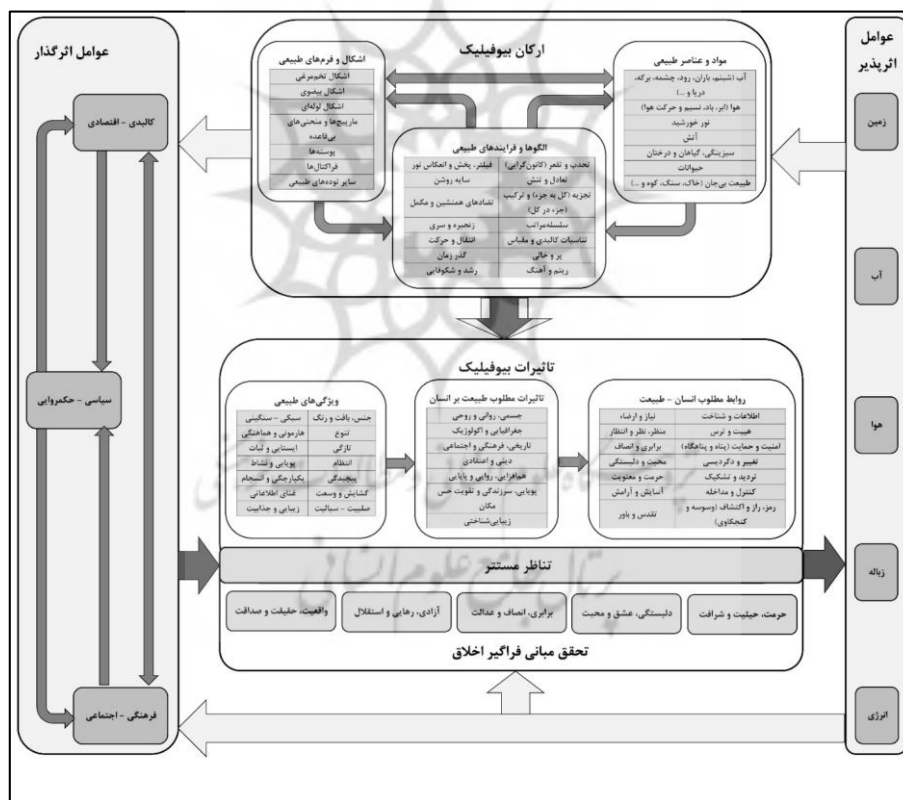 عوامل
اثرپذیر
زمین
آب
هوا
زباله
انرژی
ارکان بیوفیلیک
مواد و عناصر طبیعی
آب (شبنم، باران، رود، چشمه، برکه،
دریا و ...)
هوا (ابر، باد، نسیم و حرکت هوا)
نور خورشید
آتش
سبزینگی، گیاهان و درختان
حیوانات
طبیعت بی‌جان (خاک، سنگ، کوه و ...)
اشکال و فرم‌های طبیعی
اشکال تخم‌مرغی
اشکال بیضوی
اشکال لوله‌ای
مارپیچ‌ها و منحنی‌های
بی‌قاعده
پوسته‌ها
فراکتال‌ها
سایر توده‌های طبیعی
الگوها و فرایندهای طبیعی
تحدب و تقعر (کانون‌گرایی)
فیلتر، پخش و انعکاس نور
تعادل و تنش
سایه روشن
تجزیه (کل به جزء) و ترکیب
(جزء در کل)
تضادهای همنشین و مکمل
سلسله‌مراتب
زنجیره و سری
تناسبات کالبدی و مقیاس
انتقال و حرکت
پر و خالی
گذر زمان
ریتم و آهنگ
رشد و شکوفایی
تاثیرات بیوفیلیک
روابط مطلوب انسان - طبیعت
اطلاعات و شناخت
نیاز و ارضاء
هیبت و ترس
منظر، نظر و انتظار
امنیت و حمایت (پناه و پناهگاه)
برابری و انصاف
تغییر و دگردیسی
محبت و دلبستگی
تردید و تشکیک
حرمت و معنویت
کنترل و مداخله
آسایش و آرامش
رمز، راز و اکتشاف (وسوسه و
کنجکاوی)
تقدس و باور
تاثیرات مطلوب طبیعت بر انسان
جسمی، روانی و روحی
جغرافیایی و اکولوژیک
تاریخی، فرهنگی و اجتماعی
دینی و اعتقادی
هم‌افزایی، روایی و پایایی
پویایی، سرزندگی و تقویت حس
مکان
زیبایی‌شناختی
ویژگی‌های طبیعی
جنس، بافت و رنگ
سبکی - سنگینی
تنوع
هارمونی و هماهنگی
تازگی
ایستایی و ثبات
انتظام
پویایی و نشاط
پیچیدگی
یکپارچگی و انسجام
گشایش و وسعت
غنای اطلاعاتی
صلبیت - سیالیت
زیبایی و جذابیت
تناظر مستتر
حرمت، حیثیت و شرافت
دلبستگی، عشق و محبت
برابری، انصاف و عدالت
آزادی، رهایی و استقلال
واقعیت، حقیقت و صداقت
تحقق مبانی فراگیر اخلاق
عوامل اثرگذار
کالبدی - اقتصادی
سیاسی - حکمروایی
فرهنگی - اجتماعی
پرتال جامع علوم انسانی